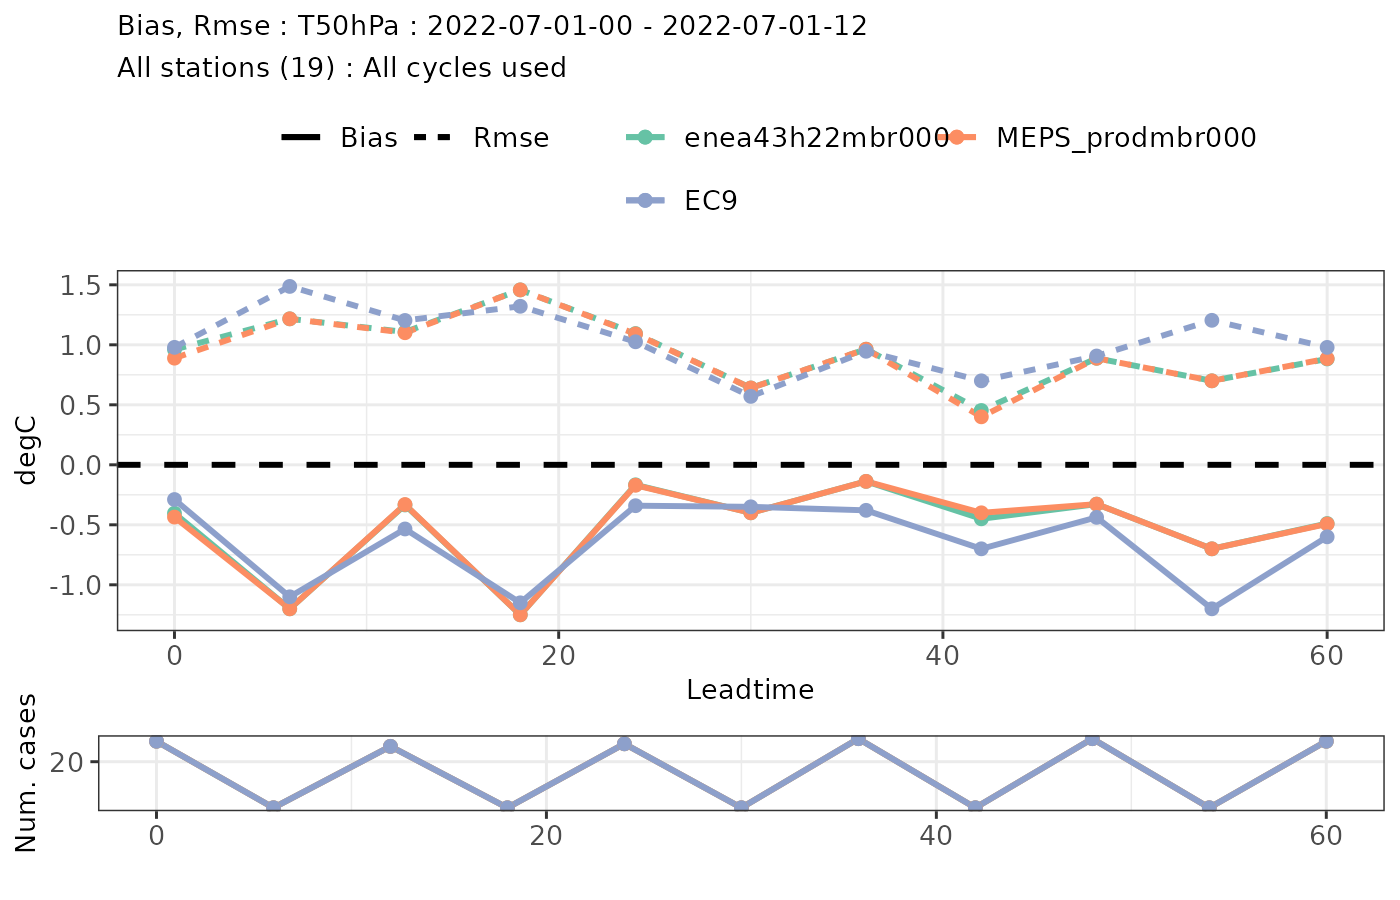 Bias, Rmse : T50hPa : 2022-07-01-00 - 2022-07-01-12
All stations (19) : All cycles used
Bias Rmse enea43h22mbr000 MEPS_prodmbr000
EC9
1.5
1.0
0.5
0.0
-0.5
-1.0
degC
0 20 40 60
Leadtime
20
Num. cases
0 20 40 60